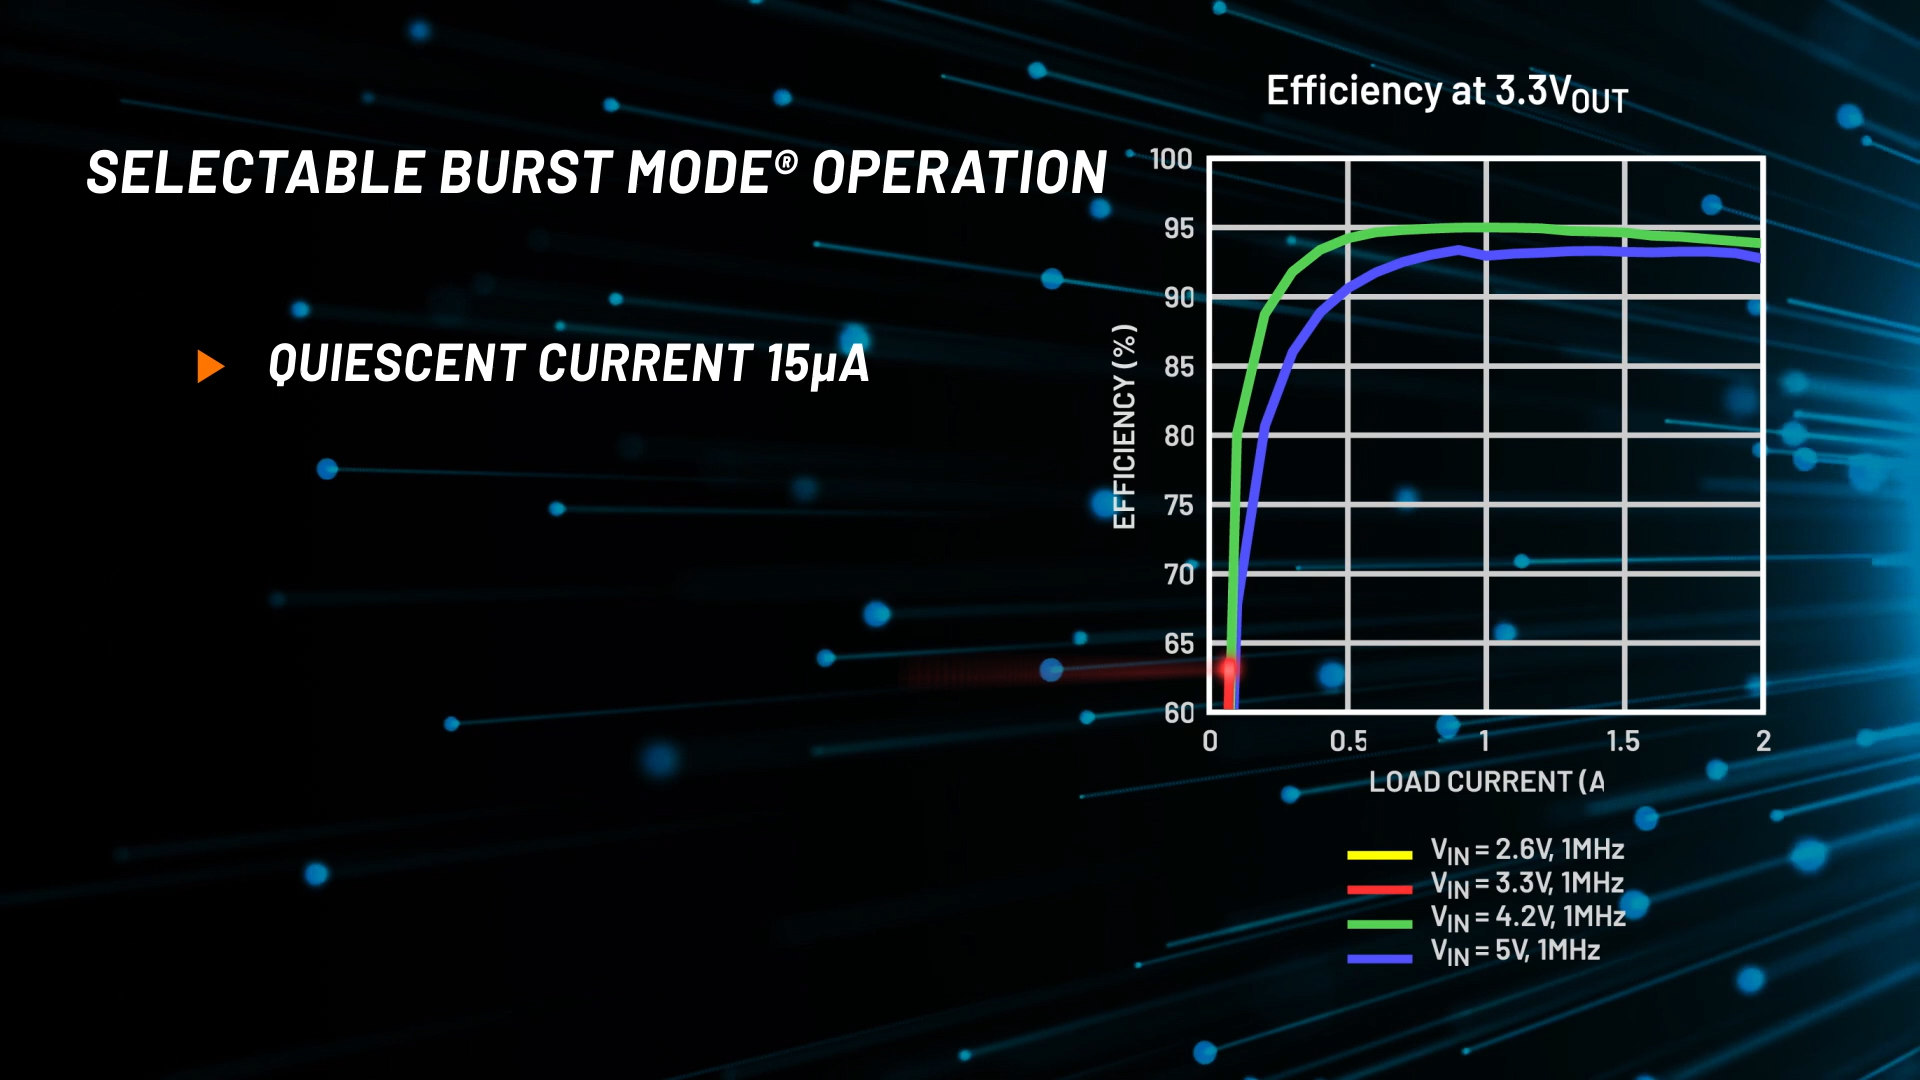 SELECTABLE BURST MODE® OPERATION
QUIESCENT CURRENT 15µA
Efficiency at 3.3VOUT
100
95
90
85
80
75
70
65
60
EFFICIENCY (%)
0 0.5 1 1.5 2
LOAD CURRENT (A
VIN = 2.6V, 1MHz
VIN = 3.3V, 1MHz
VIN = 4.2V, 1MHz
VIN = 5V, 1MHz